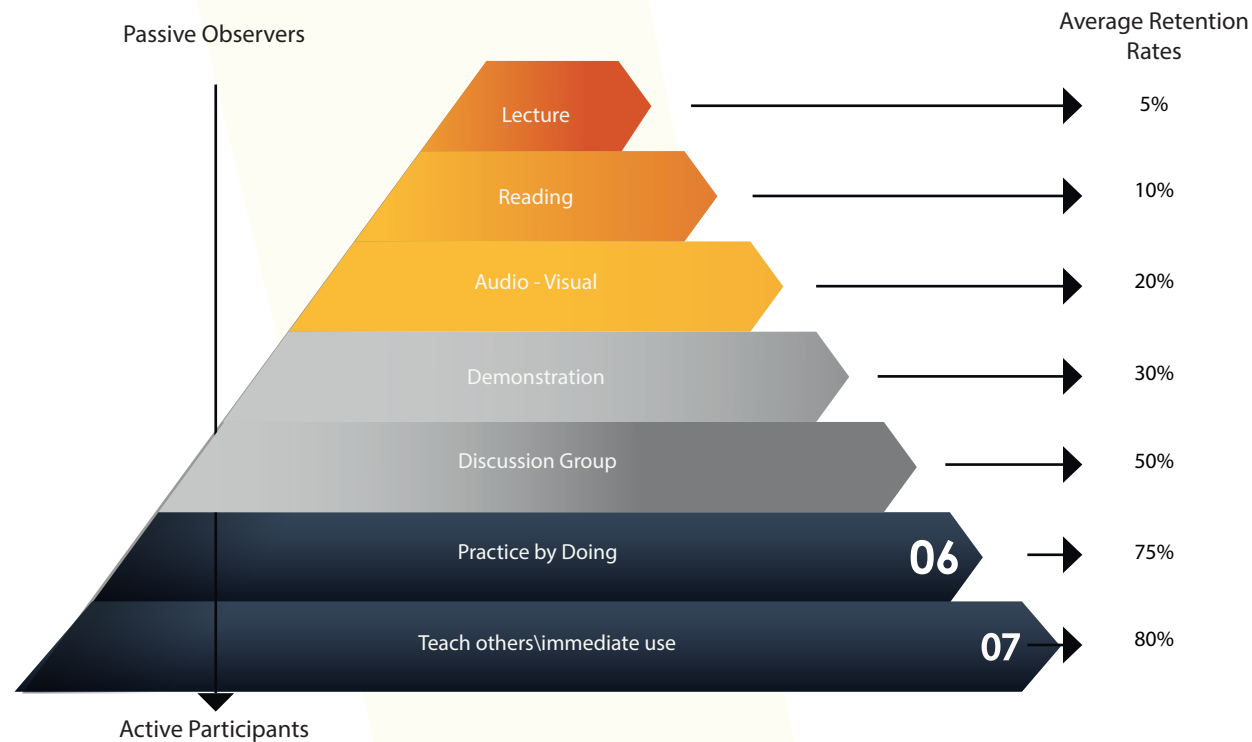 Passive Observers
Average Retention
Rates
Lecture
5%
Reading
10%
Audio - Visual
20%
Demonstration
30%
Discussion Group
50%
Practice by Doing
06
75%
Teach others\immediate use
07
80%
Active Participants